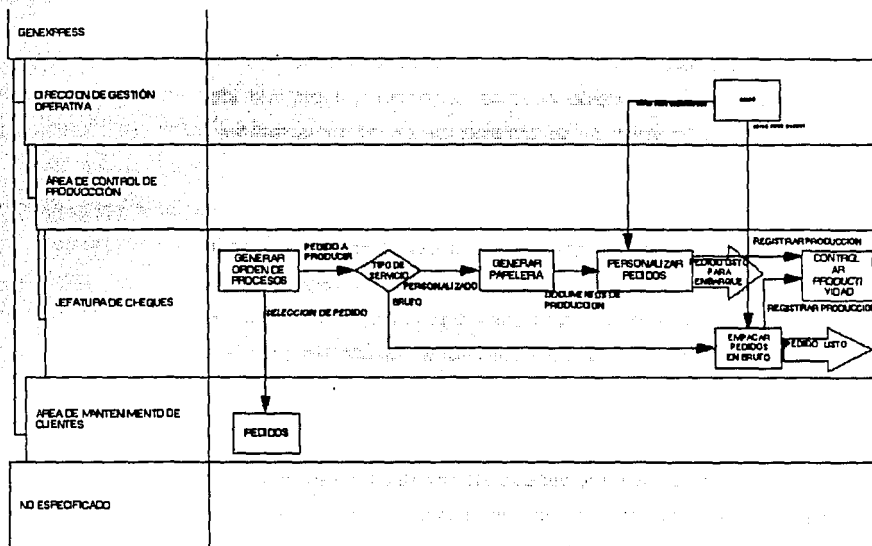 GENEXPRESS
DIRECCION DE GESTIÓN
OPERATIVA
ÁREA DE CONTROL DE
PRODUCCCIÓN
JEFATURA DE CHEQUES
GENERAR
ORDEN DE
PROCESOS
PEDIDO A
PRODUCIR
TIPO DE
SERVICIO
PERSONALIZADO
BRUTO
GENERAR
PAPELERIA
DOCUMENTOS DE
PRODUCCION
PERSONALIZAR
PEDIDOS
PEDIDO LISTO
PARA
EMBARQUE
REGISTRAR PRODUCCION
CONTROL
AR
PRODUCTI
VIDAD
REGISTRAR PRODUCCION
SELECCION DE PEDIDO
EMPACAR
PEDIDOS
EN BRUTO
PEDIDO LISTO
AREA DE MANTENIMIENTO DE
CLIENTES
PEDIDOS
NO ESPECIFICADO